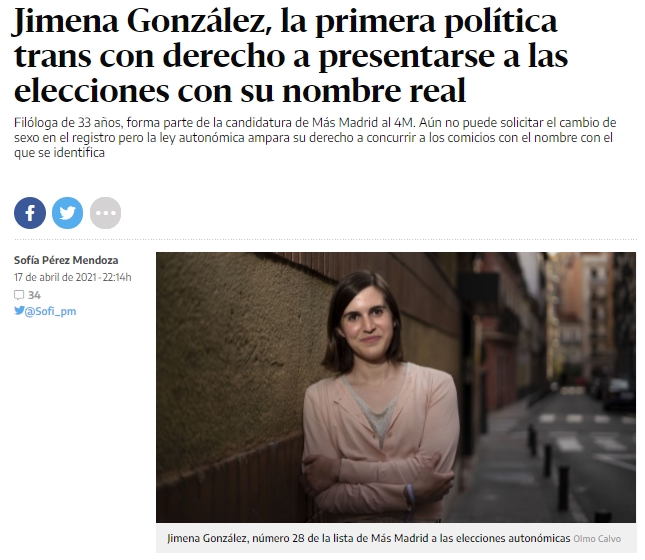 Jimena González, la primera política
trans con derecho a presentarse a las
elecciones con su nombre real
Filóloga de 33 años, forma parte de la candidatura de Más Madrid al 4M. Aún no puede solicitar el cambio de
sexo en el registro pero la ley autonómica ampara su derecho a concurrir a los comicios con el nombre con el
que se identifica
Sofía Pérez Mendoza
17 de abril de 2021 - 22:14h
34
@Sofi_pm
Jimena González, número 28 de la lista de Más Madrid a las elecciones autonómicas Olmo Calvo